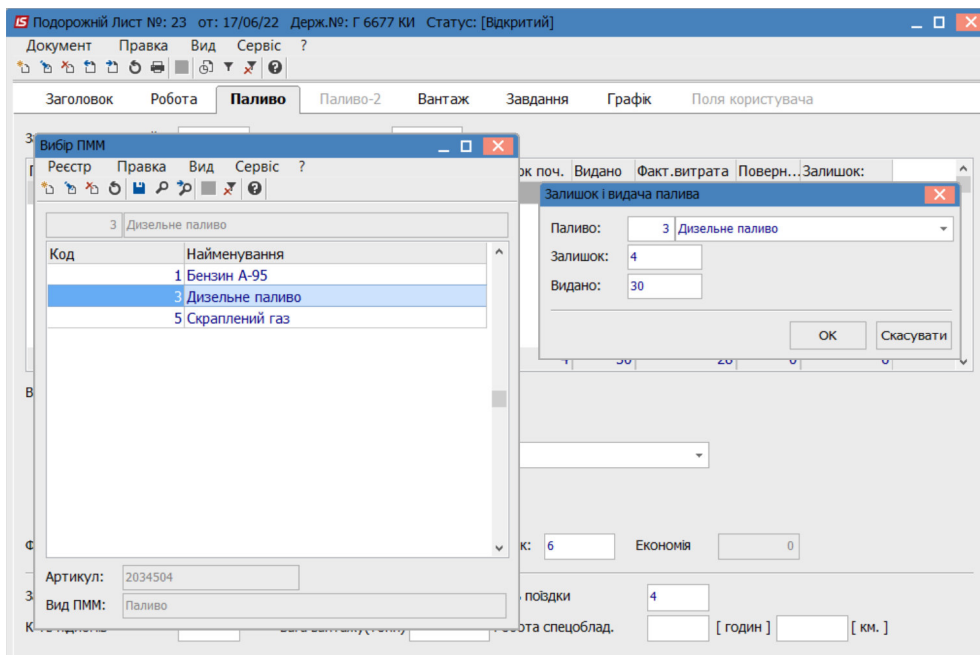 Подорожній Лист №: 23 от: 17/06/22 Держ.№: Г 6677 КИ Статус: [Відкритий]
Документ Правка Вид Сервіс ?
Заголовок Робота Паливо Паливо-2 Вантаж Завдання Графік Поля користувача
Вибір ПММ
Реєстр Правка Вид Сервіс ?
3 Дизельне паливо
Код Найменування
1 Бензин А-95
3 Дизельне паливо
5 Скраплений газ
Артикул: 2034504
Вид ПММ: Паливо
поч. Видано Факт.витрата Поверн... Залишок:
Залишок і видача палива
Паливо: 3 Дизельне паливо
Залишок: 4
Видано: 30
ОК Скасувати
к: 6 Економія 0
поїздки 4
спецоблад. [ годин ] [ км. ]